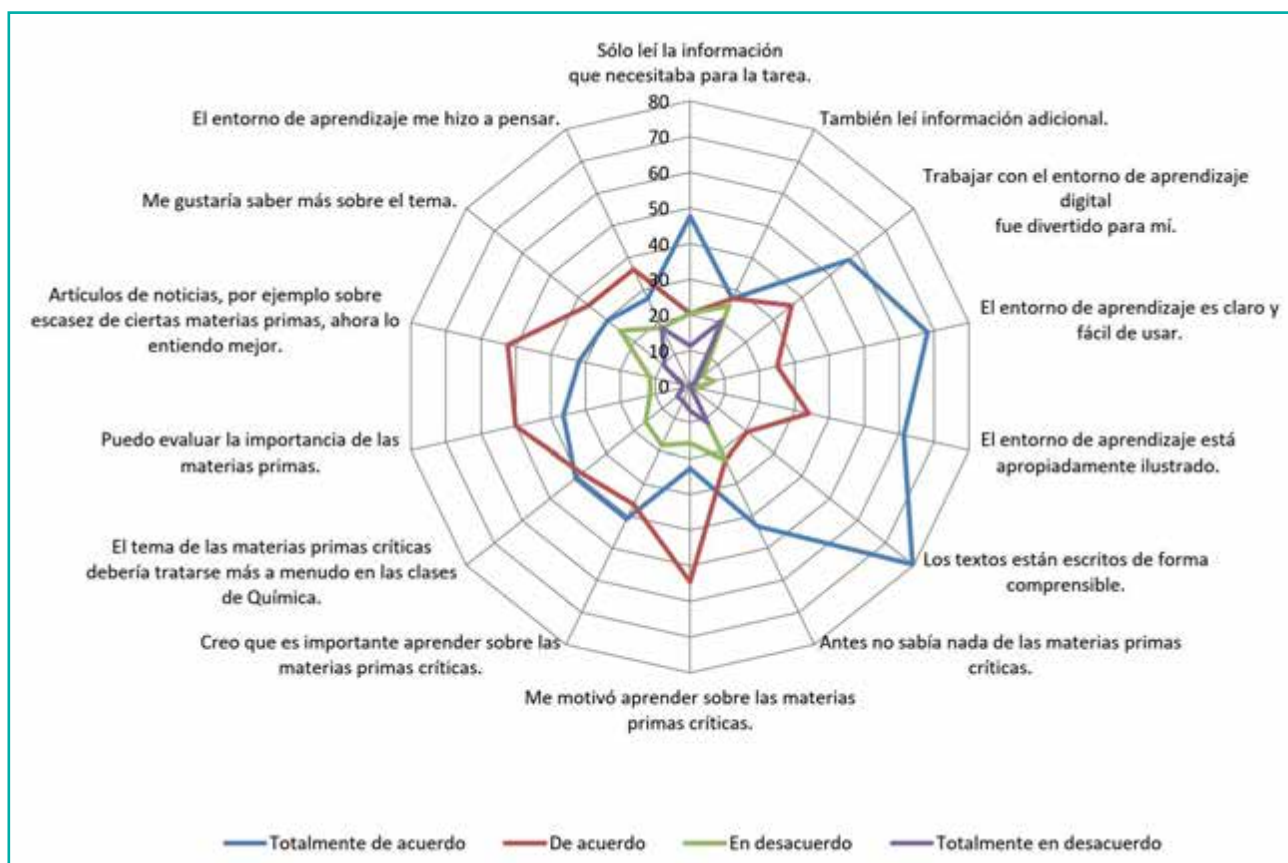 Sólo leí la información
que necesitaba para la tarea.
80
70
60
50
40
30
20
10
0
También leí información adicional.
Trabajar con el entorno de aprendizaje
digital
fue divertido para mí.
El entorno de aprendizaje es claro y
fácil de usar.
El entorno de aprendizaje está
apropiadamente ilustrado.
Los textos están escritos de forma
comprensible.
Antes no sabía nada de las materias primas
críticas.
Me motivó aprender sobre las materias
primas críticas.
Creo que es importante aprender sobre las
materias primas críticas.
El tema de las materias primas críticas
debería tratarse más a menudo en las clases
de Química.
Puedo evaluar la importancia de las
materias primas.
Artículos de noticias, por ejemplo sobre
escasez de ciertas materias primas, ahora lo
entiendo mejor.
Me gustaría saber más sobre el tema.
El entorno de aprendizaje me hizo a pensar.
Totalmente de acuerdo
De acuerdo
En desacuerdo
Totalmente en desacuerdo